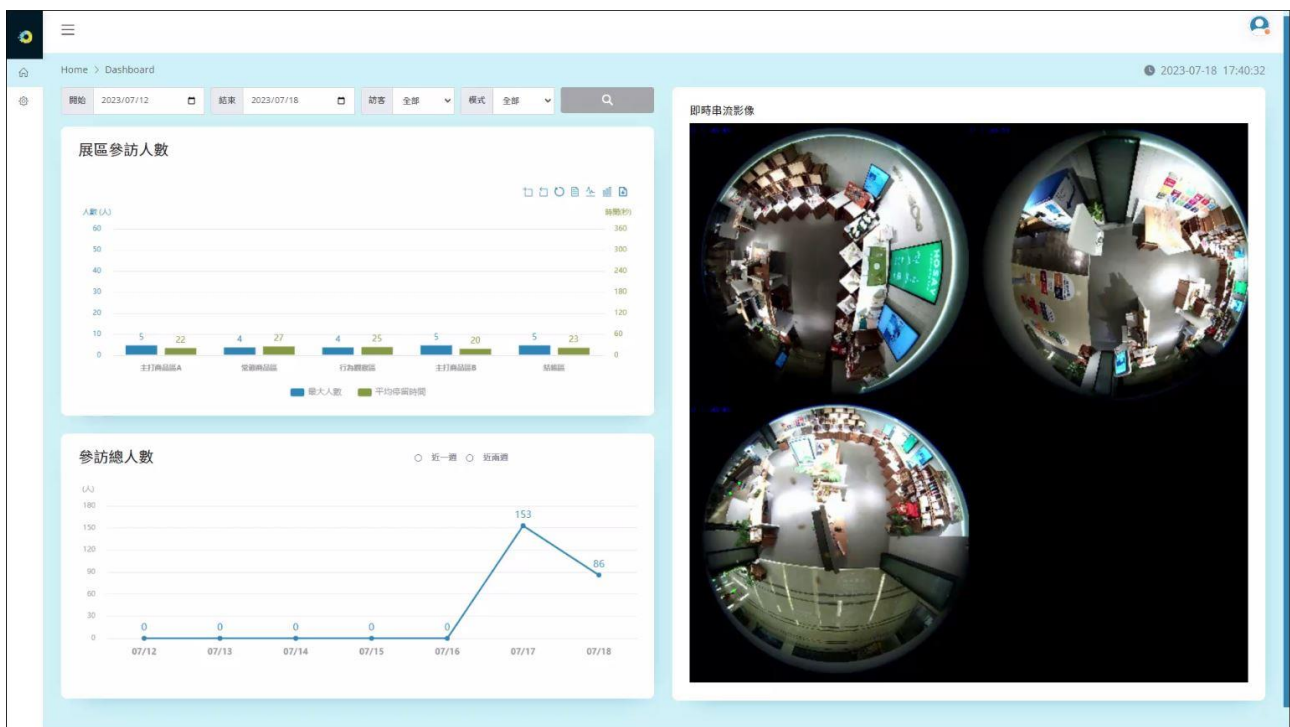 Home > Dashboard
2023-07-18 17:40:32
開始 2023/07/12 結束 2023/07/18 訪客 全部 模式 全部
即時串流影像
展區參訪人數
人數 (人) 時間(秒)
60 360
50 300
40 240
30 180
20 120
10 60
0 0
5 22 4 27 4 25 5 20 5 23
主打商品區A 常銷商品區 行為觀察區 主打商品區B 結帳區
最大人數 平均停留時間
參訪總人數
近一週 近兩週
(人)
180
150
120
90
60
30
0
0 0 0 0 0 153 86
07/12 07/13 07/14 07/15 07/16 07/17 07/18